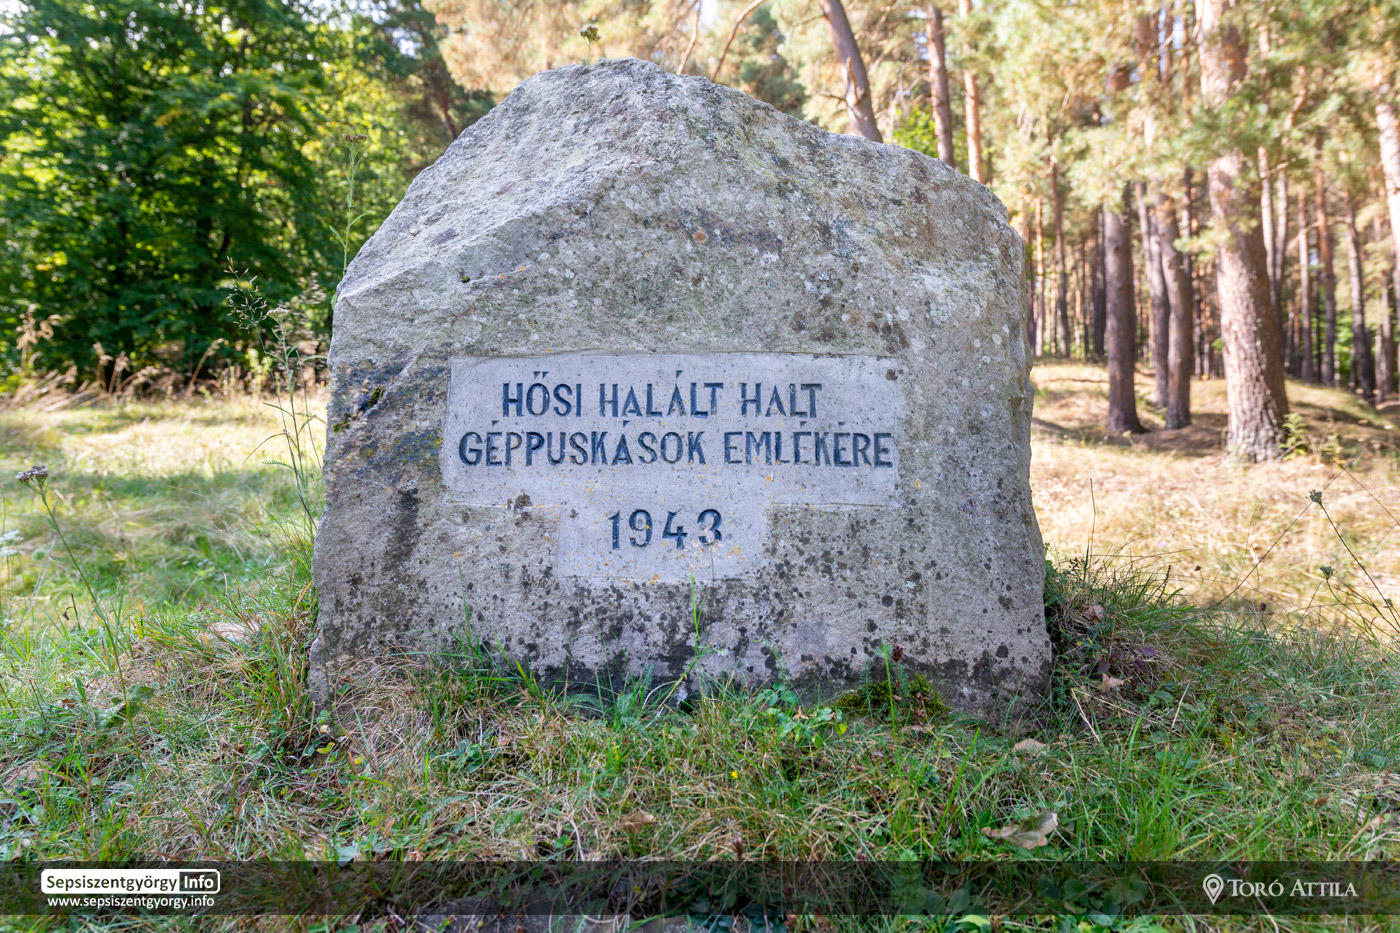 HŐSI HALÁLT HALT
GÉPPUSKÁSOK EMLÉKÉRE
1943
Sepsiszentgyörgy Info
www.sepsiszentgyorgy.info
TORÓ ATTILA